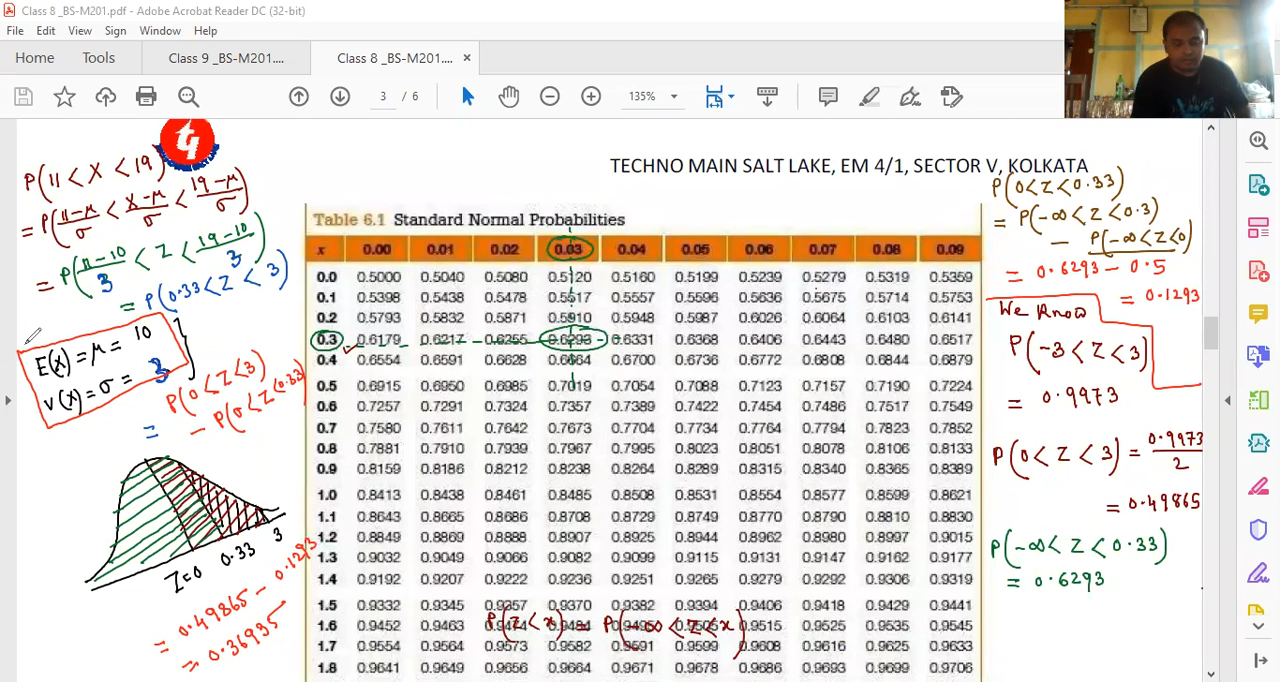 Class 8 _BS-M201.pdf - Adobe Acrobat Reader DC (32-bit)
File Edit View Sign Window Help
Home Tools Class 9 _BS-M201.... Class 8 _BS-M201.... ×
3 / 6 135%
TECHNO MAIN SALT LAKE, EM 4/1, SECTOR V, KOLKATA
P(11 < X < 19)
= P(11-μ/σ < X-μ/σ < 19-μ/σ)
= P(11-10/3 < Z < 19-10/3)
= P(0.33 < Z < 3)
E(X) = μ = 10
V(X) = σ = 3
P(0 < Z < 3)
= - P(0 < Z < 0.33)
Z=0 0.33 3
= 0.49865 - 0.1293
= 0.36935
Table 6.1 Standard Normal Probabilities
x 0.00 0.01 0.02 0.03 0.04 0.05 0.06 0.07 0.08 0.09
0.0 0.5000 0.5040 0.5080 0.5120 0.5160 0.5199 0.5239 0.5279 0.5319 0.5359
0.1 0.5398 0.5438 0.5478 0.5517 0.5557 0.5596 0.5636 0.5675 0.5714 0.5753
0.2 0.5793 0.5832 0.5871 0.5910 0.5948 0.5987 0.6026 0.6064 0.6103 0.6141
0.3 0.6179 0.6217 0.6255 0.6293 0.6331 0.6368 0.6406 0.6443 0.6480 0.6517
0.4 0.6554 0.6591 0.6628 0.6664 0.6700 0.6736 0.6772 0.6808 0.6844 0.6879
0.5 0.6915 0.6950 0.6985 0.7019 0.7054 0.7088 0.7123 0.7157 0.7190 0.7224
0.6 0.7257 0.7291 0.7324 0.7357 0.7389 0.7422 0.7454 0.7486 0.7517 0.7549
0.7 0.7580 0.7611 0.7642 0.7673 0.7704 0.7734 0.7764 0.7794 0.7823 0.7852
0.8 0.7881 0.7910 0.7939 0.7967 0.7995 0.8023 0.8051 0.8078 0.8106 0.8133
0.9 0.8159 0.8186 0.8212 0.8238 0.8264 0.8289 0.8315 0.8340 0.8365 0.8389
1.0 0.8413 0.8438 0.8461 0.8485 0.8508 0.8531 0.8554 0.8577 0.8599 0.8621
1.1 0.8643 0.8665 0.8686 0.8708 0.8729 0.8749 0.8770 0.8790 0.8810 0.8830
1.2 0.8849 0.8869 0.8888 0.8907 0.8925 0.8944 0.8962 0.8980 0.8997 0.9015
1.3 0.9032 0.9049 0.9066 0.9082 0.9099 0.9115 0.9131 0.9147 0.9162 0.9177
1.4 0.9192 0.9207 0.9222 0.9236 0.9251 0.9265 0.9279 0.9292 0.9306 0.9319
1.5 0.9332 0.9345 0.9357 0.9370 0.9382 0.9394 0.9406 0.9418 0.9429 0.9441
1.6 0.9452 0.9463 0.9484 0.9515 0.9525 0.9535 0.9545
P(Z < x) = P(-∞ < Z < x)
1.7 0.9554 0.9564 0.9573 0.9582 0.9591 0.9599 0.9608 0.9616 0.9625 0.9633
1.8 0.9641 0.9649 0.9656 0.9664 0.9671 0.9678 0.9686 0.9693 0.9699 0.9706
P(0 < Z < 0.33)
= P(-∞ < Z < 0.3)
- P(-∞ < Z < 0)
= 0.6293 - 0.5
= 0.1293
We Know
P(-3 < Z < 3)
= 0.9973
P(0 < Z < 3) = 0.9973/2
= 0.49865
P(-∞ < Z < 0.33)
= 0.6293